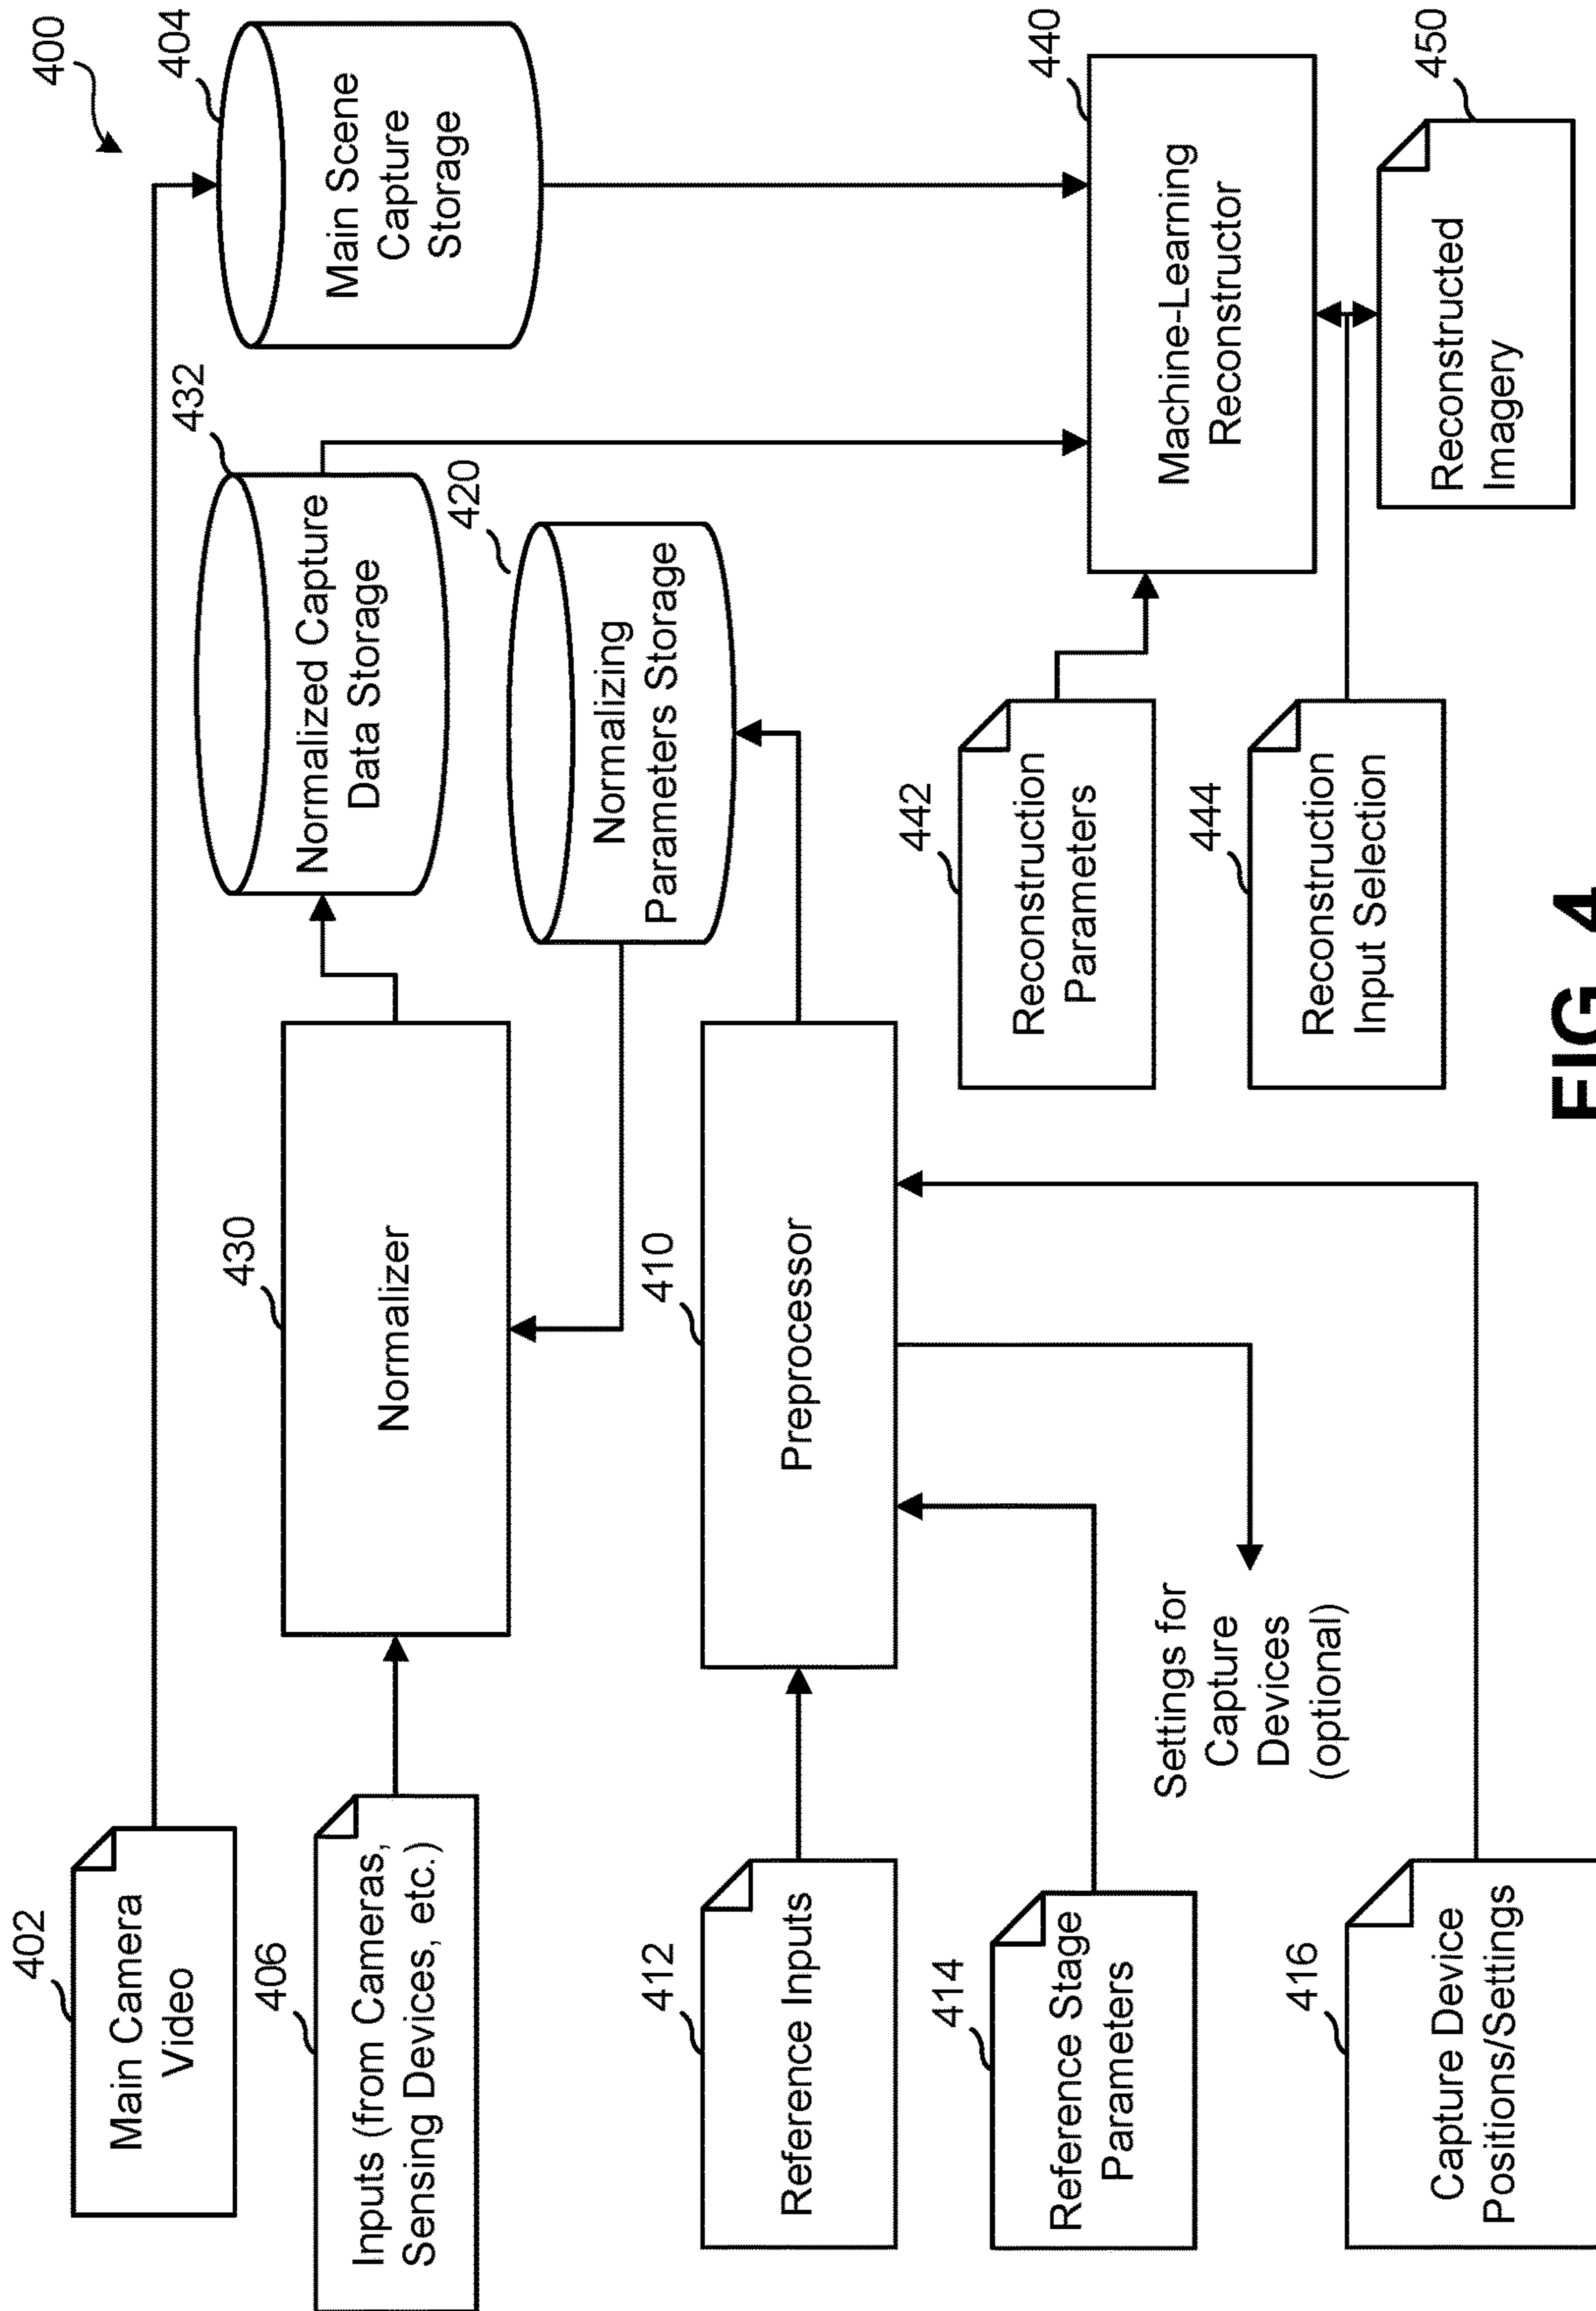 400
402
Main Camera
Video
404
Main Scene
Capture
Storage
406
Inputs (from Cameras,
Sensing Devices, etc.)
430
Normalizer
432
Normalized Capture
Data Storage
420
Normalizing
Parameters Storage
412
Reference Inputs
410
Preprocessor
414
Reference Stage
Parameters
Settings for
Capture
Devices
(optional)
416
Capture Device
Positions/Settings
442
Reconstruction
Parameters
444
Reconstruction
Input Selection
440
Machine-Learning
Reconstructor
450
Reconstructed
Imagery
FIG. 4